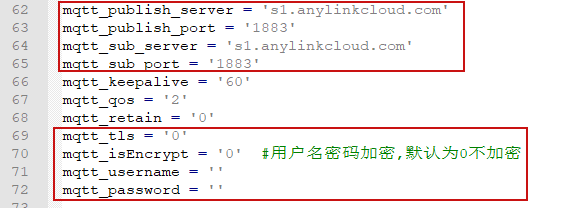 62 mqtt_publish_server = 's1.anylinkcloud.com'
63 mqtt_publish_port = '1883'
64 mqtt_sub_server = 's1.anylinkcloud.com'
65 mqtt_sub_port = '1883'
66 mqtt_keepalive = '60'
67 mqtt_qos = '2'
68 mqtt_retain = '0'
69 mqtt_tls = '0'
70 mqtt_isEncrypt = '0' #用户名密码加密,默认为0不加密
71 mqtt_username = ''
72 mqtt_password = ''
73